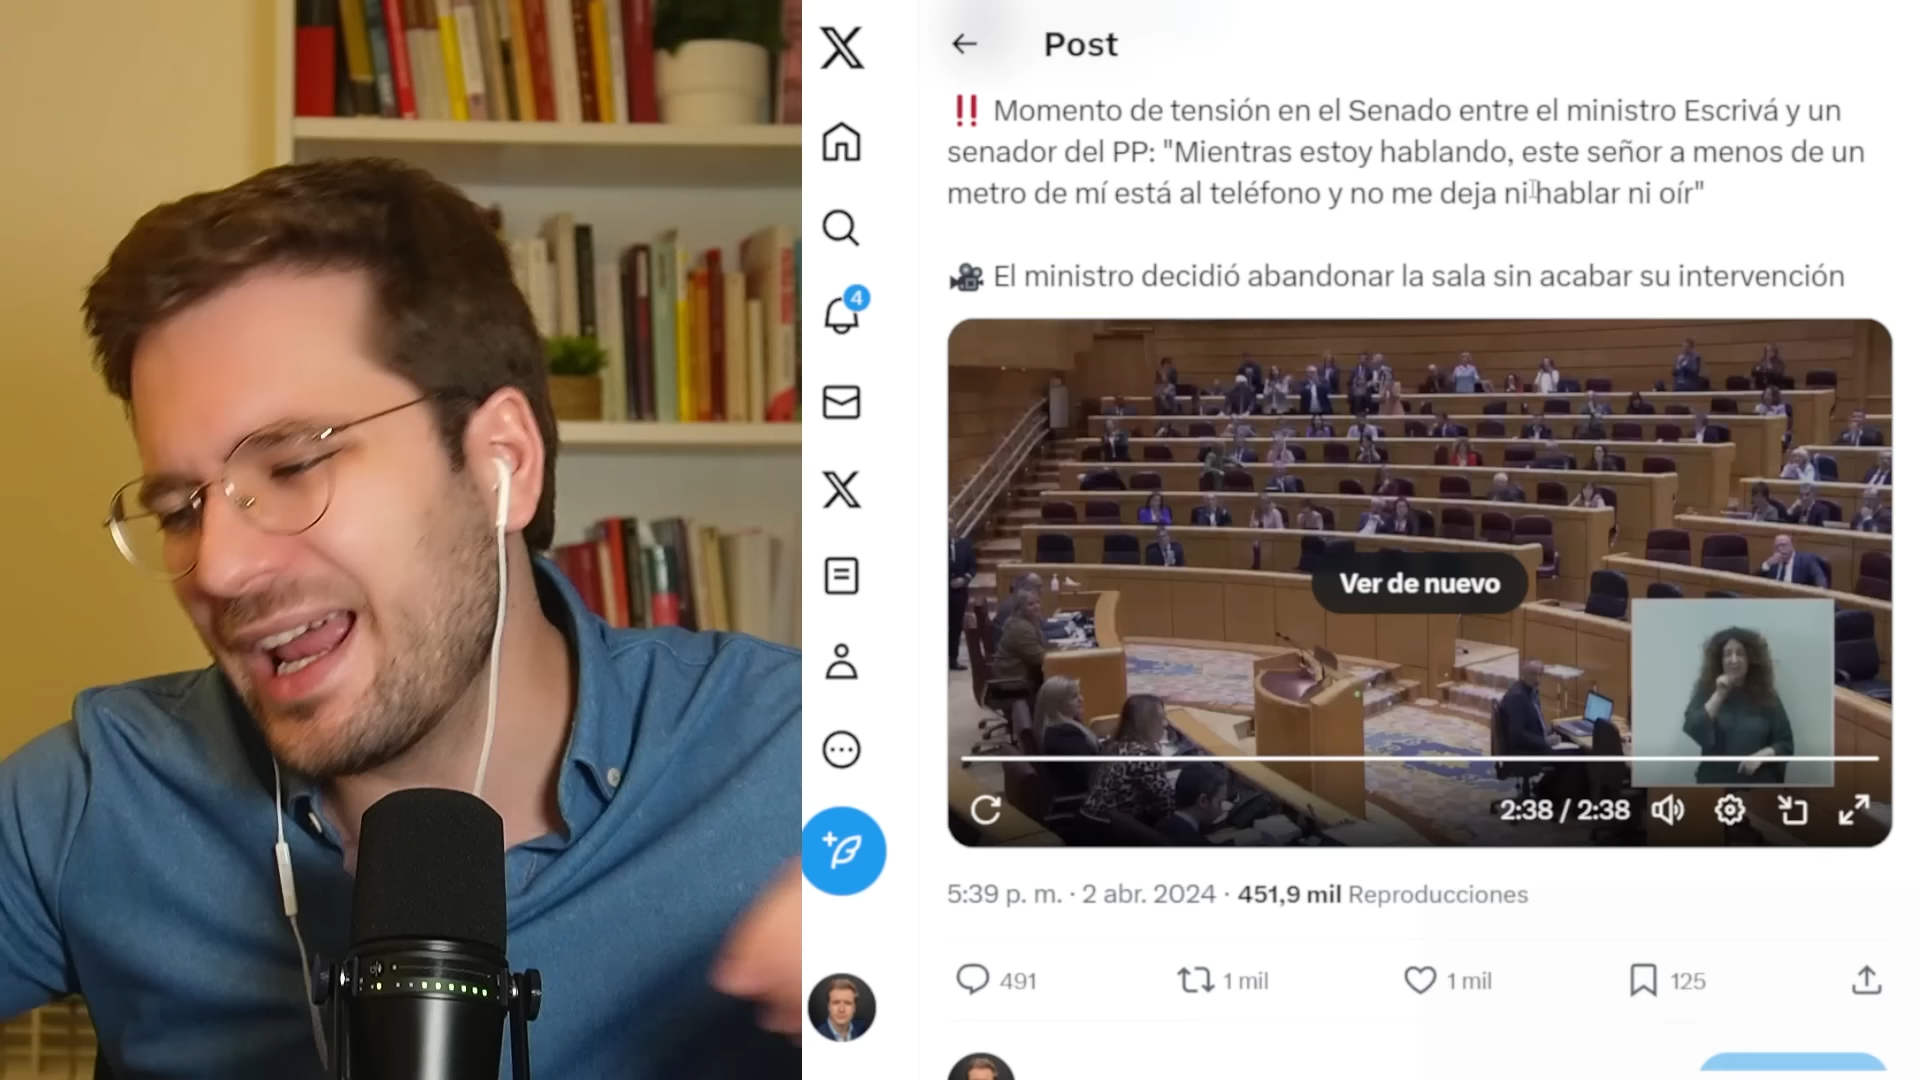 Post
‼️ Momento de tensión en el Senado entre el ministro Escrivá y un
senador del PP: "Mientras estoy hablando, este señor a menos de un
metro de mí está al teléfono y no me deja ni hablar ni oír"
🎥 El ministro decidió abandonar la sala sin acabar su intervención
4
Ver de nuevo
2:38 / 2:38
5:39 p. m. · 2 abr. 2024 · 451,9 mil Reproducciones
491 1 mil 1 mil 125